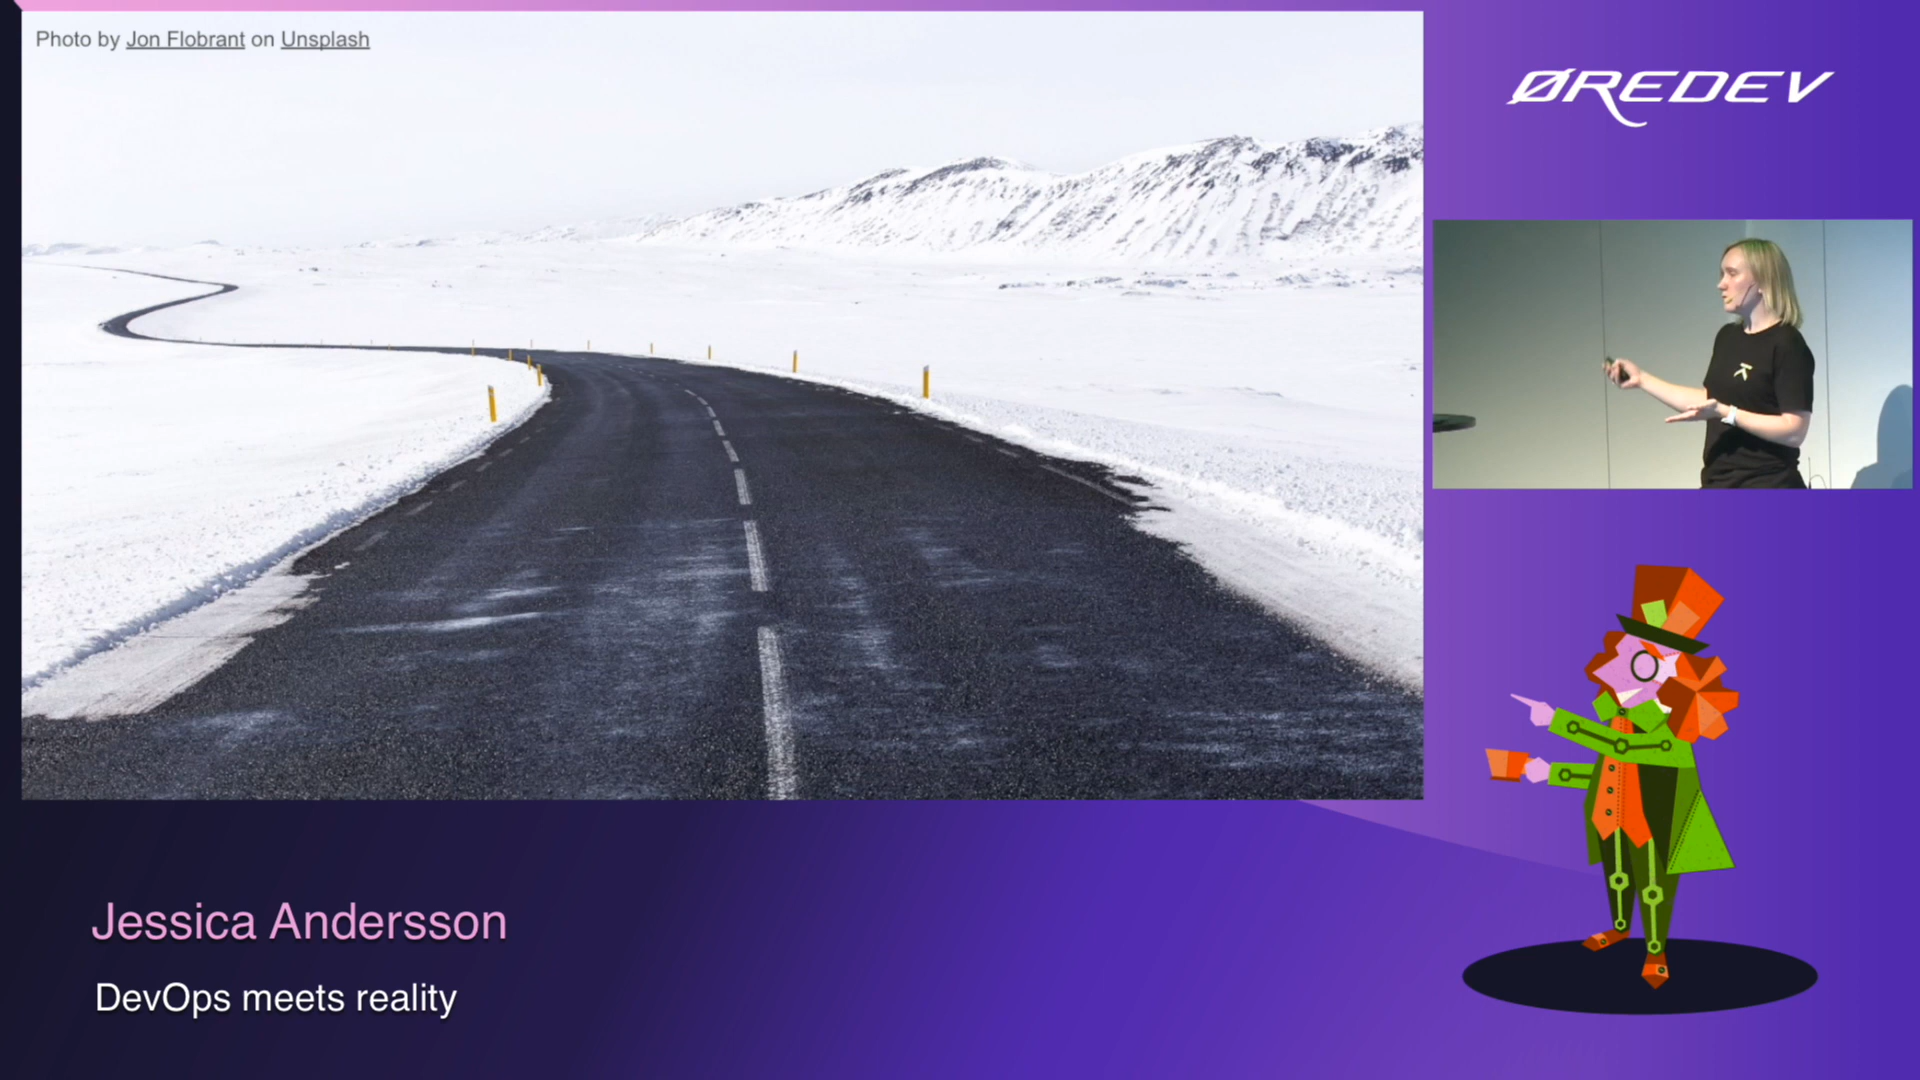 Photo by Jon Flobrant on Unsplash
ØREDEV
Jessica Andersson
DevOps meets reality